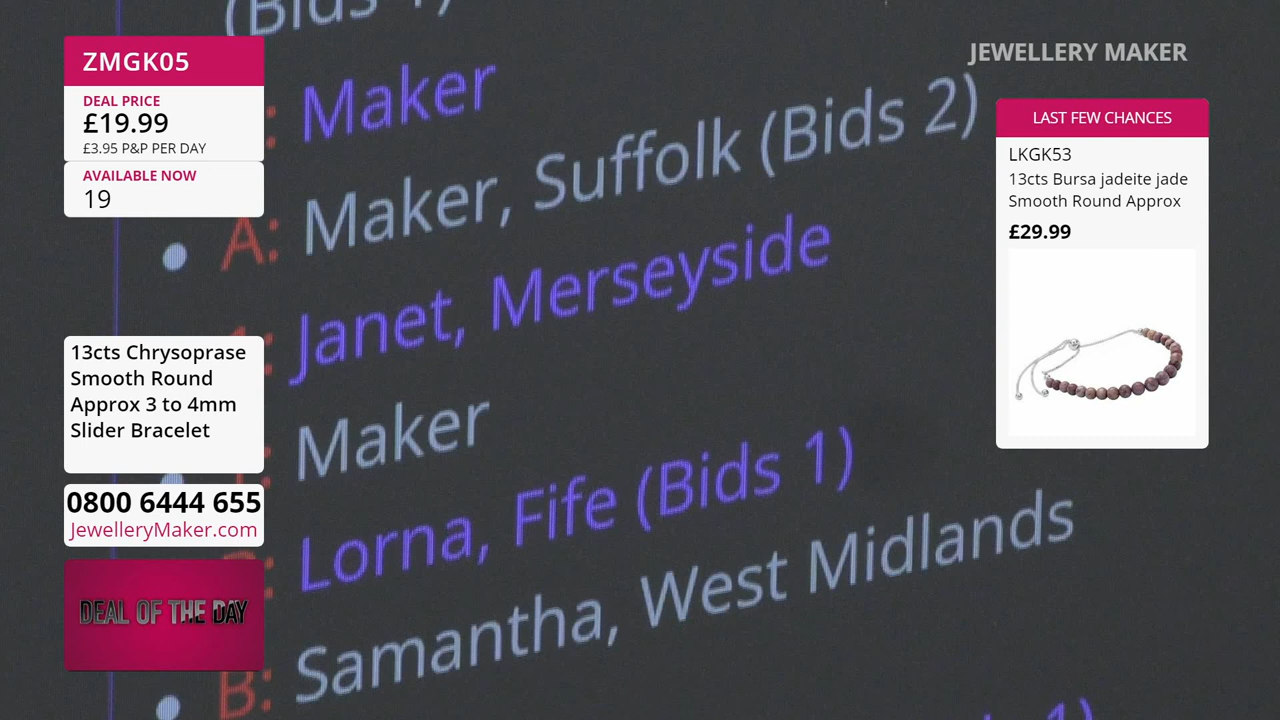 (Bids 1)
: Maker
A: Maker, Suffolk (Bids 2)
Janet, Merseyside
Maker
Lorna, Fife (Bids 1)
Samantha, West Midlands
B:
ZMGK05
DEAL PRICE
£19.99
£3.95 P&P PER DAY
AVAILABLE NOW
19
13cts Chrysoprase
Smooth Round
Approx 3 to 4mm
Slider Bracelet
0800 6444 655
JewelleryMaker.com
DEAL OF THE DAY
JEWELLERY MAKER
LAST FEW CHANCES
LKGK53
13cts Bursa jadeite jade
Smooth Round Approx
£29.99